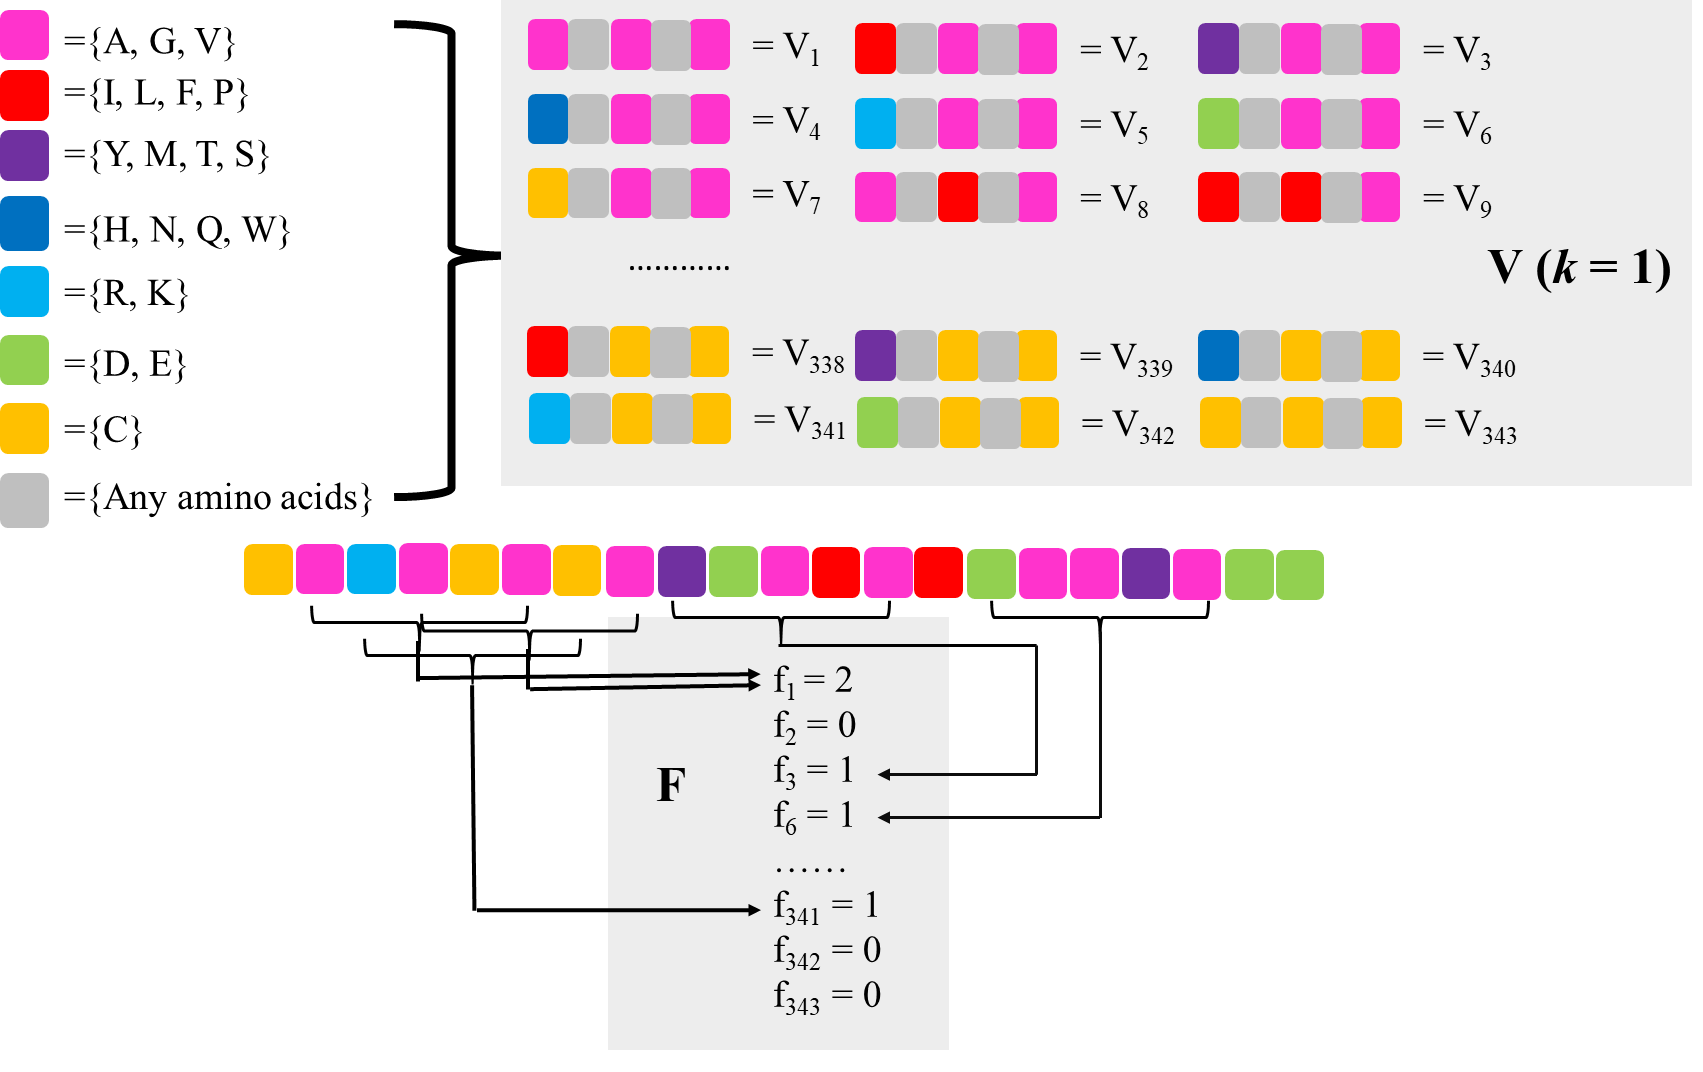 ={A, G, V}
={I, L, F, P}
={Y, M, T, S}
={H, N, Q, W}
={R, K}
={D, E}
={C}
={Any amino acids}
= V1
= V2
= V3
= V4
= V5
= V6
= V7
= V8
= V9
............
V (k = 1)
= V338
= V339
= V340
= V341
= V342
= V343
F
f1 = 2
f2 = 0
f3 = 1
f6 = 1
......
f341 = 1
f342 = 0
f343 = 0